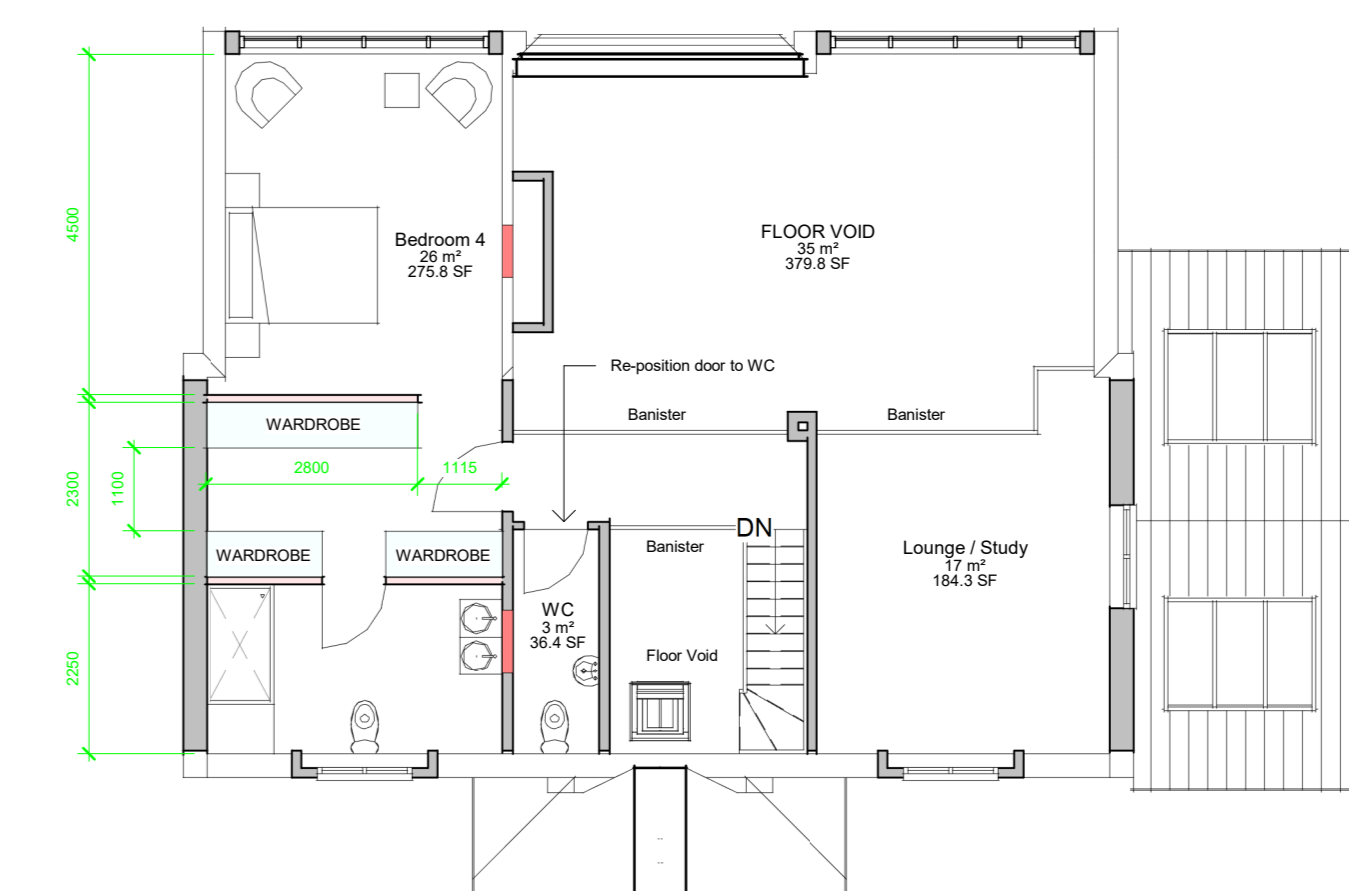 4500
Bedroom 4
26 m²
275.8 SF
FLOOR VOID
35 m²
379.8 SF
Re-position door to WC
WARDROBE
Banister
Banister
2300
1100
2800
1115
DN
WARDROBE
WARDROBE
Banister
Lounge / Study
17 m²
184.3 SF
WC
3 m²
36.4 SF
2250
Floor Void